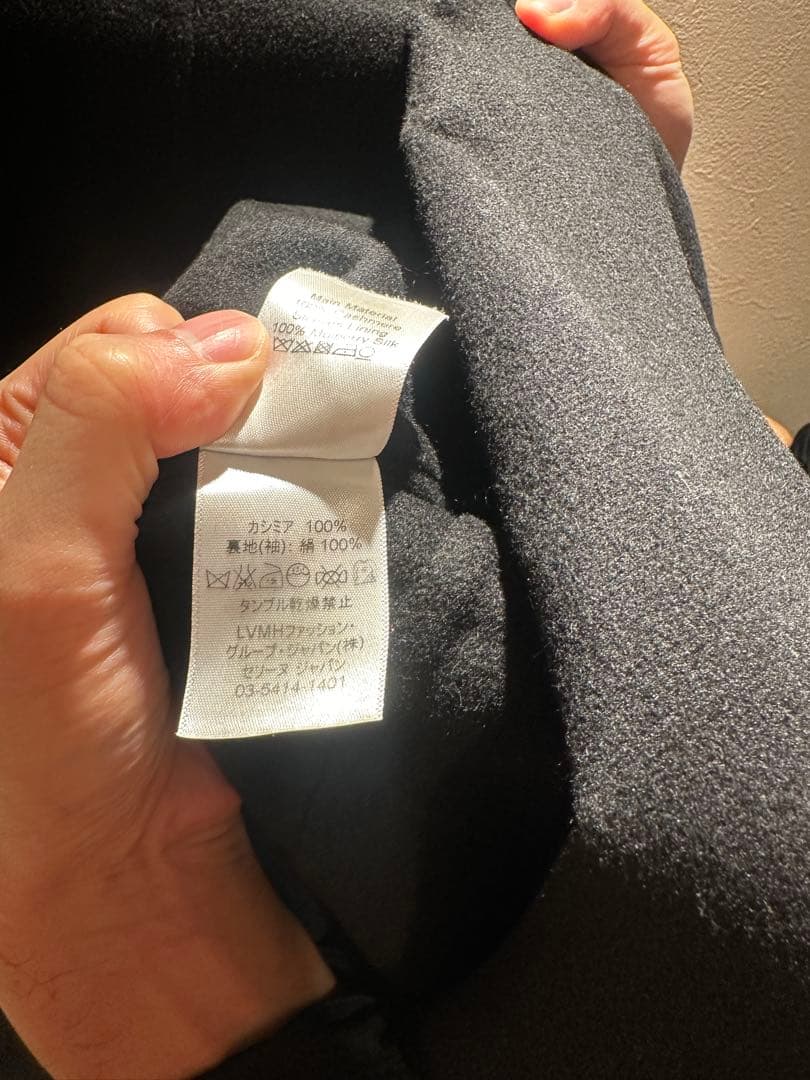 Main Material
100% Cashmere
Sleeves Lining
100% Mulberry Silk
カシミア 100%
裏地(袖): 絹 100%
タンブル乾燥禁止
LVMHファッション・
グループ・ジャパン(株)
セリーヌ ジャパン
03-5414-1401